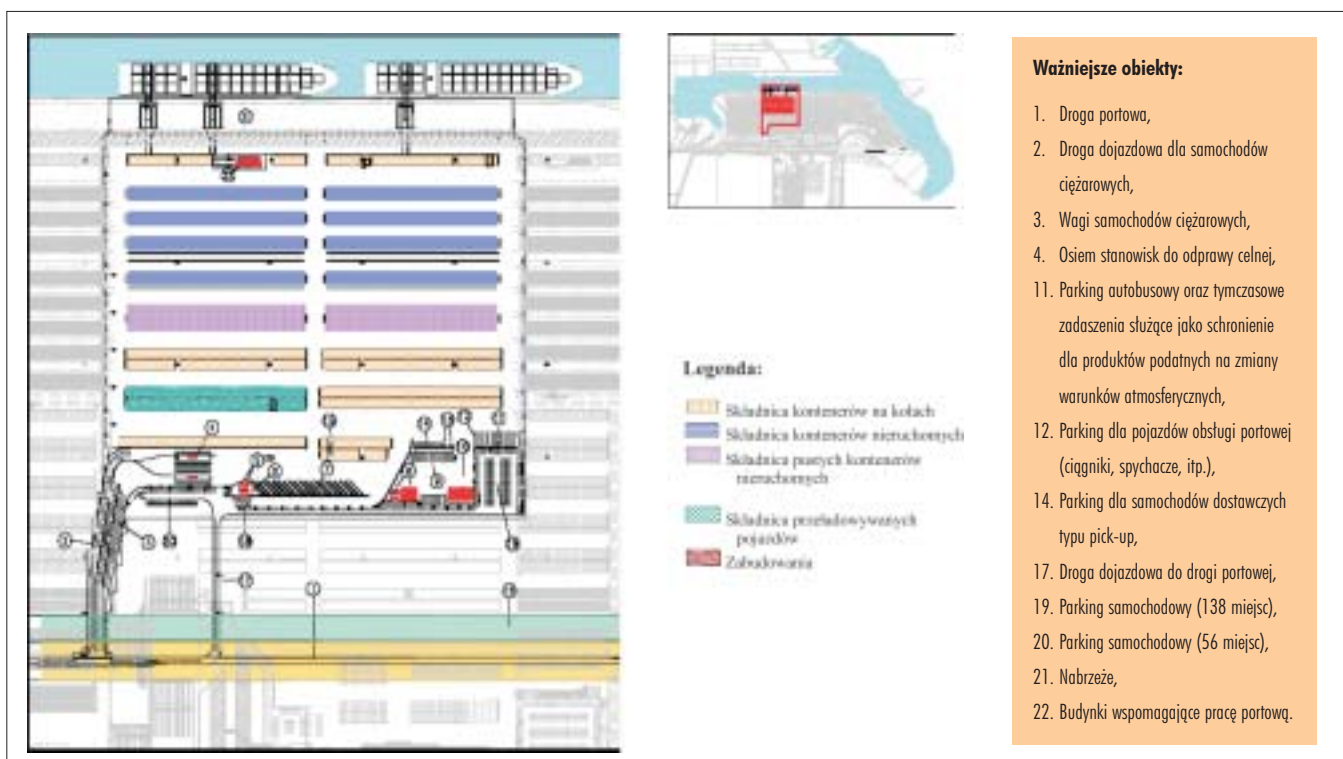 Legenda:
Składnica kontenerów na kołach
Składnica kontenerów nieruchomych
Składnica pustych kontenerów
nieruchomych
Składnica przeładowywanych
pojazdów
Zabudowania
Ważniejsze obiekty:
1. Droga portowa,
2. Droga dojazdowa dla samochodów
ciężarowych,
3. Wagi samochodów ciężarowych,
4. Osiem stanowisk do odprawy celnej,
11. Parking autobusowy oraz tymczasowe
zadaszenia służące jako schronienie
dla produktów podatnych na zmiany
warunków atmosferycznych,
12. Parking dla pojazdów obsługi portowej
(ciągniki, spychacze, itp.),
14. Parking dla samochodów dostawczych
typu pick-up,
17. Droga dojazdowa do drogi portowej,
19. Parking samochodowy (138 miejsc),
20. Parking samochodowy (56 miejsc),
21. Nabrzeże,
22. Budynki wspomagające pracę portową.